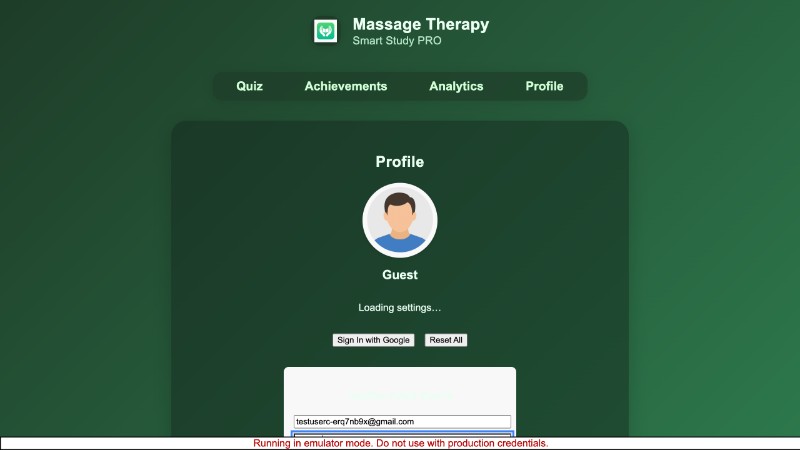 Massage Therapy
Smart Study PRO
Quiz Achievements Analytics Profile
Profile
Guest
Loading settings...
Sign In with Google Reset All
testuserc-erq7nb9x@gmail.com
Running in emulator mode. Do not use with production credentials.